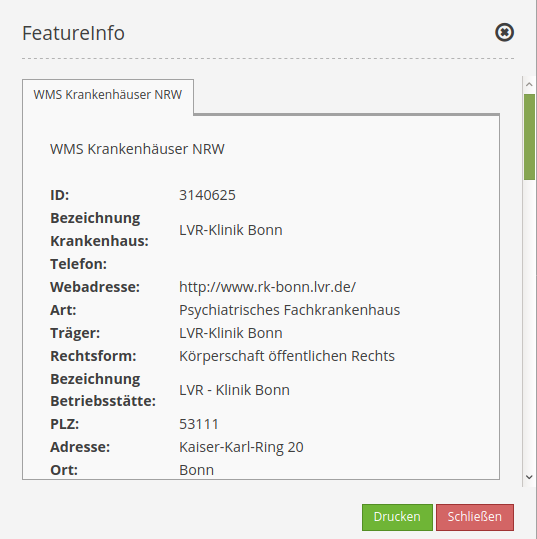 FeatureInfo
WMS Krankenhäuser NRW
WMS Krankenhäuser NRW
ID: 3140625
Bezeichnung Krankenhaus: LVR-Klinik Bonn
Telefon:
Webadresse: http://www.rk-bonn.lvr.de/
Art: Psychiatrisches Fachkrankenhaus
Träger: LVR-Klinik Bonn
Rechtsform: Körperschaft öffentlichen Rechts
Bezeichnung Betriebsstätte: LVR - Klinik Bonn
PLZ: 53111
Adresse: Kaiser-Karl-Ring 20
Ort: Bonn
Drucken Schließen